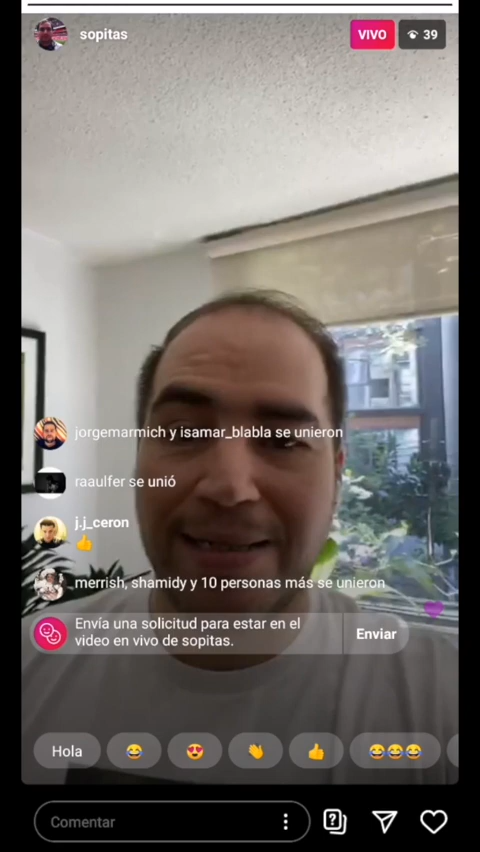 sopitas
VIVO
39
jorgemarmich y isamar_blabla se unieron
raaulfer se unió
j.j_ceron
👍
merrish, shamidy y 10 personas más se unieron
Envía una solicitud para estar en el
video en vivo de sopitas.
Enviar
Hola
😂
😍
👏
👍
😂😂😂
Comentar